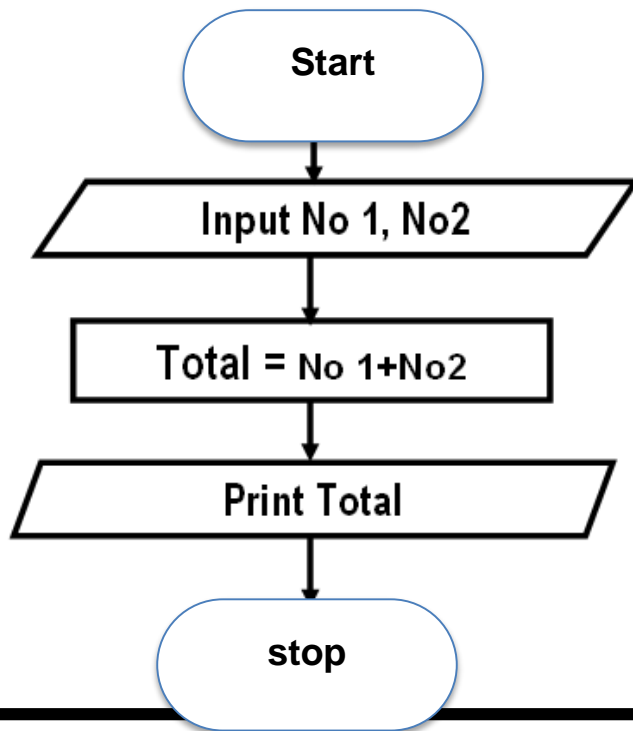 Start
Input No 1, No2
Total = No 1+No2
Print Total
stop